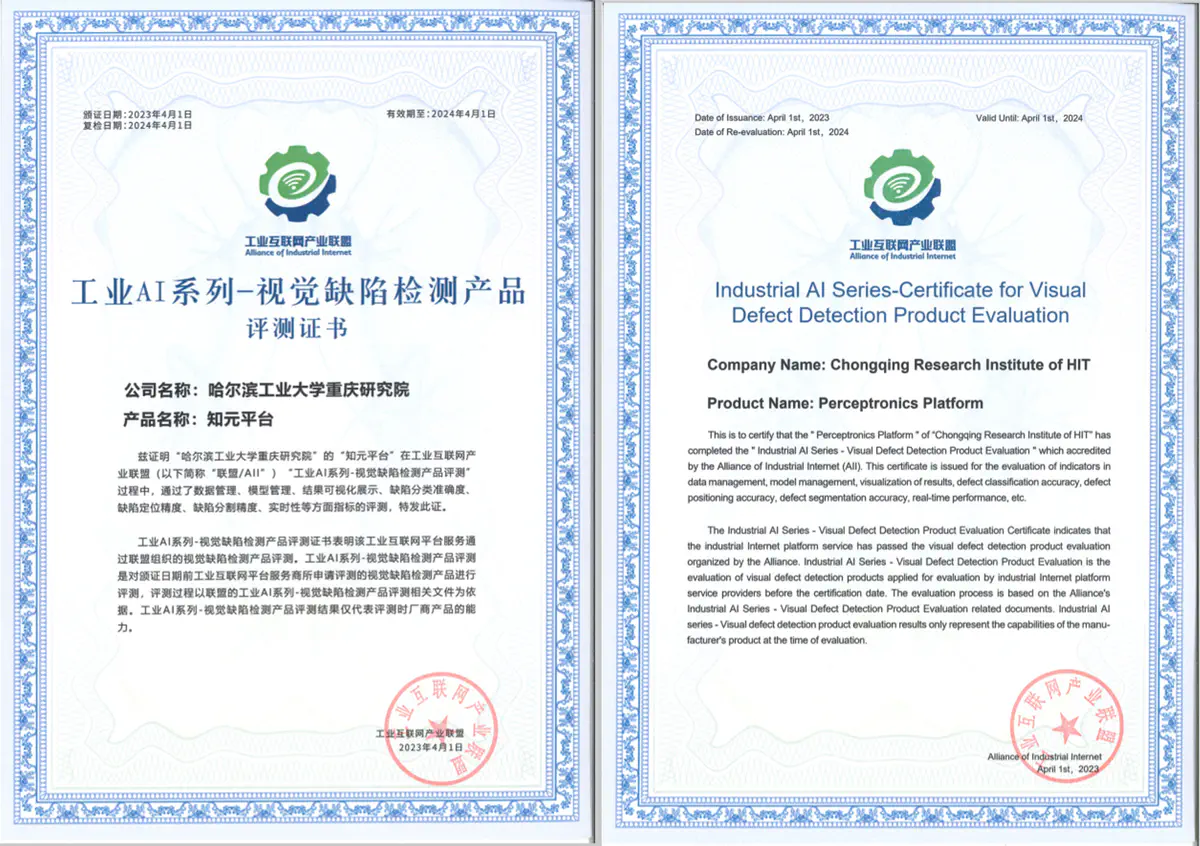 颁证日期:2023年4月1日
复检日期:2024年4月1日
有效期至:2024年4月1日
工业互联网产业联盟
Alliance of Industrial Internet
工业AI系列-视觉缺陷检测产品
评测证书
公司名称：哈尔滨工业大学重庆研究院
产品名称：知元平台
兹证明“哈尔滨工业大学重庆研究院”的“知元平台”在工业互联网产
业联盟（以下简称“联盟/AII”）“工业AI系列-视觉缺陷检测产品评测”
过程中，通过了数据管理、模型管理、结果可视化展示、缺陷分类准确度、
缺陷定位精度、缺陷分割精度、实时性等方面指标的评测，特发此证。
工业AI系列-视觉缺陷检测产品评测证书表明该工业互联网平台服务通
过联盟组织的视觉缺陷检测产品评测。工业AI系列-视觉缺陷检测产品评测
是对颁证日期前工业互联网平台服务商所申请评测的视觉缺陷检测产品进行
评测，评测过程以联盟的工业AI系列-视觉缺陷检测产品评测相关文件为依
据。工业AI系列-视觉缺陷检测产品评测结果仅代表评测时厂商产品的能
力。
工业互联网产业联盟
工业互联网产业联盟
2023年4月1日
Date of Issuance: April 1st，2023
Date of Re-evaluation: April 1st，2024
Valid Until: April 1st，2024
工业互联网产业联盟
Alliance of Industrial Internet
Industrial AI Series-Certificate for Visual
Defect Detection Product Evaluation
Company Name: Chongqing Research Institute of HIT
Product Name: Perceptronics Platform
This is to certify that the " Perceptronics Platform " of “Chongqing Research Institute of HIT” has
completed the " Industrial AI Series - Visual Defect Detection Product Evaluation " which accredited
by the Alliance of Industrial Internet (AII). This certificate is issued for the evaluation of indicators in
data management, model management, visualization of results, defect classification accuracy, defect
positioning accuracy, defect segmentation accuracy, real-time performance, etc.
The Industrial AI Series - Visual Defect Detection Product Evaluation Certificate indicates that
the industrial Internet platform service has passed the visual defect detection product evaluation
organized by the Alliance. Industrial AI Series - Visual Defect Detection Product Evaluation is the
evaluation of visual defect detection products applied for evaluation by industrial Internet platform
service providers before the certification date. The evaluation process is based on the Alliance's
Industrial AI Series - Visual Defect Detection Product Evaluation related documents. Industrial AI
series - Visual defect detection product evaluation results only represent the capabilities of the manu-
facturer's product at the time of evaluation.
工业互联网产业联盟
Alliance of Industrial Internet
April 1st，2023